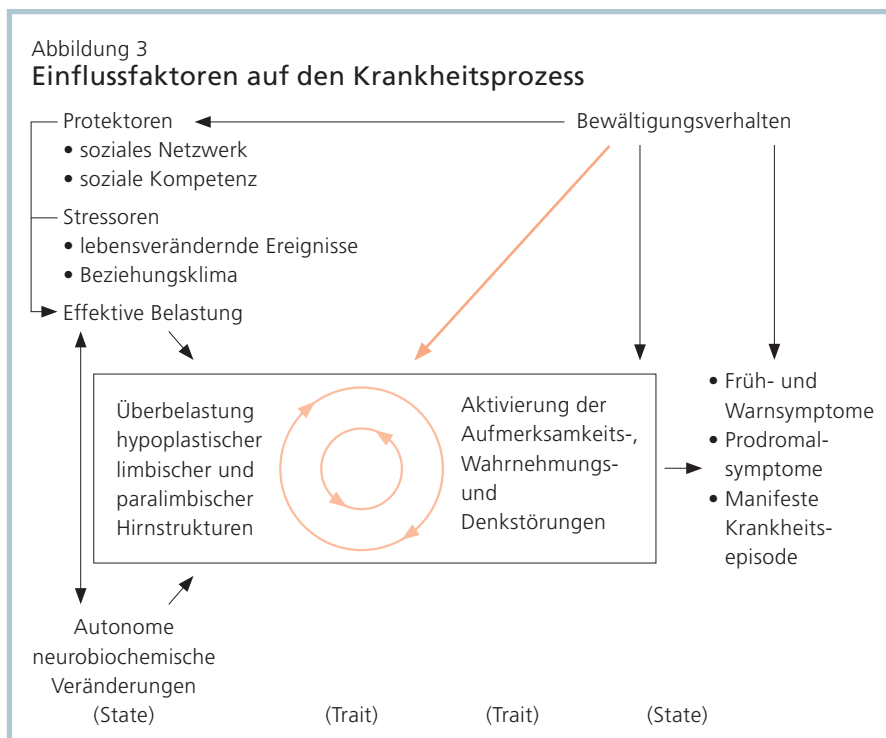 Abbildung 3
Einflussfaktoren auf den Krankheitsprozess
Protektoren
• soziales Netzwerk
• soziale Kompetenz
Stressoren
• lebensverändernde Ereignisse
• Beziehungsklima
Effektive Belastung
Bewältigungsverhalten
Überbelastung
hypoplastischer
limbischer und
paralimbischer
Hirnstrukturen
Aktivierung der
Aufmerksamkeits-,
Wahrnehmungs-
und
Denkstörungen
• Früh- und
Warnsymptome
• Prodromal-
symptome
• Manifeste
Krankheits-
episode
Autonome
neurobiochemische
Veränderungen
(State)
(Trait)
(Trait)
(State)